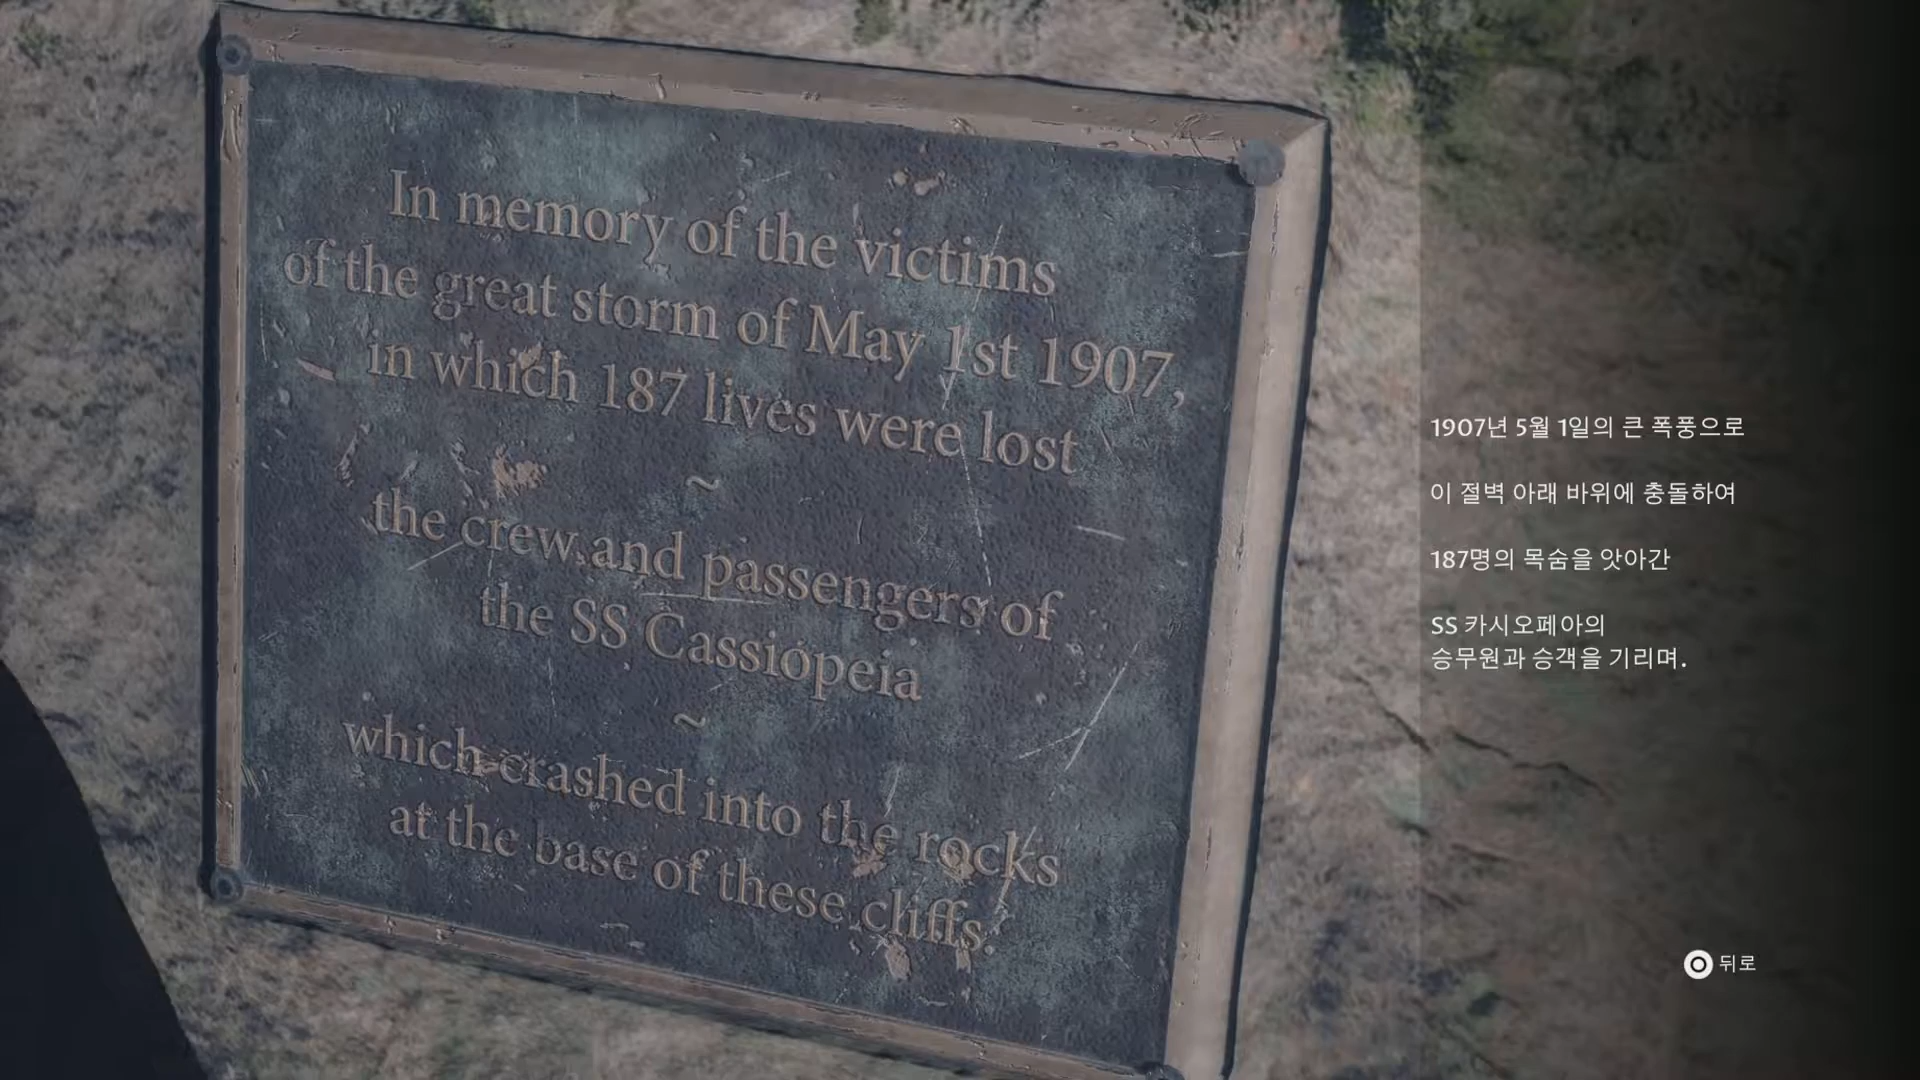 In memory of the victims
of the great storm of May 1st 1907,
in which 187 lives were lost
~
the crew and passengers of
the SS Cassiopeia
~
which crashed into the rocks
at the base of these cliffs.
1907년 5월 1일의 큰 폭풍으로
이 절벽 아래 바위에 충돌하여
187명의 목숨을 앗아간
SS 카시오페아의
승무원과 승객을 기리며.
뒤로